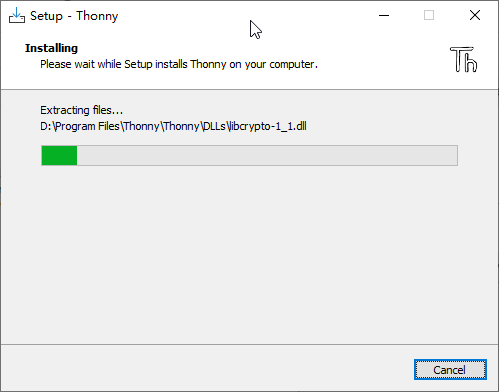 Setup - Thonny
Installing
Please wait while Setup installs Thonny on your computer.
Th
Extracting files...
D:\Program Files\Thonny\Thonny\DLLs\libcrypto-1_1.dll
Cancel